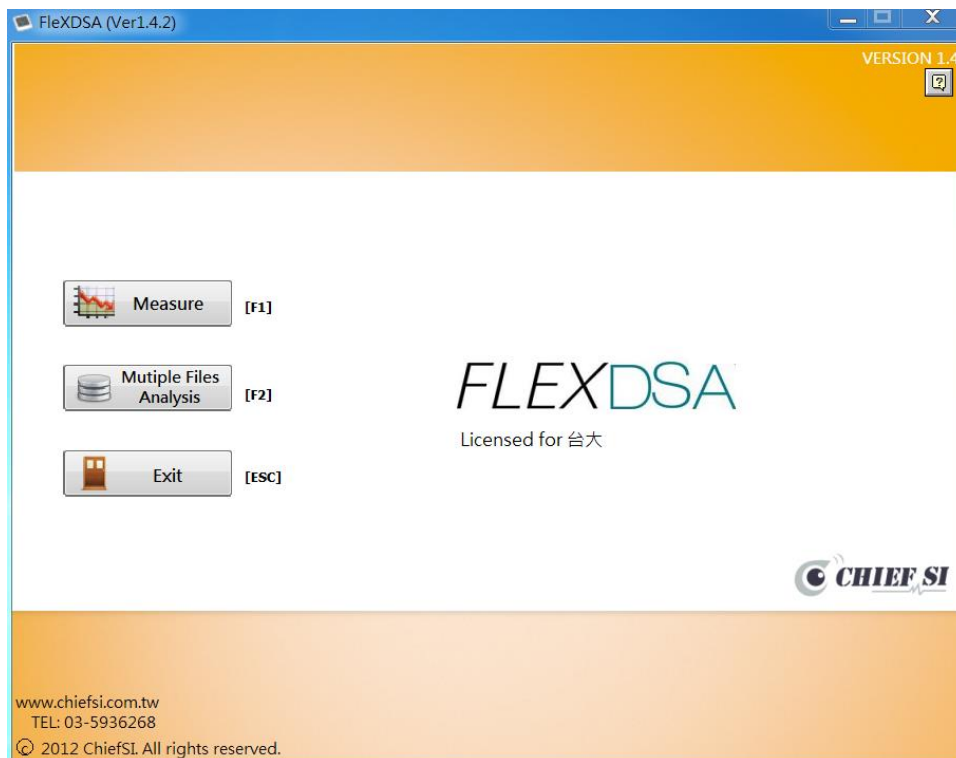 FleXDSA (Ver1.4.2)
VERSION 1.4
Measure [F1]
Mutiple Files
Analysis [F2]
Exit [ESC]
FLEXDSA
Licensed for 台大
CHIEF SI
www.chiefsi.com.tw
TEL: 03-5936268
© 2012 ChiefSI. All rights reserved.